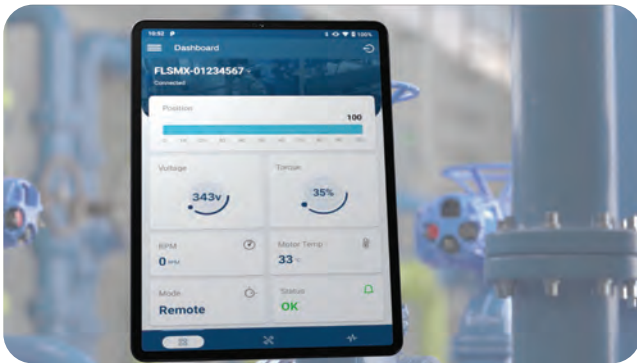 10:52 100%
Dashboard
FLSMX-01234567
Connected
Position
100
Voltage
Torque
343v
35%
RPM
Motor Temp
0 RPM
33
Mode
Status
Remote
OK